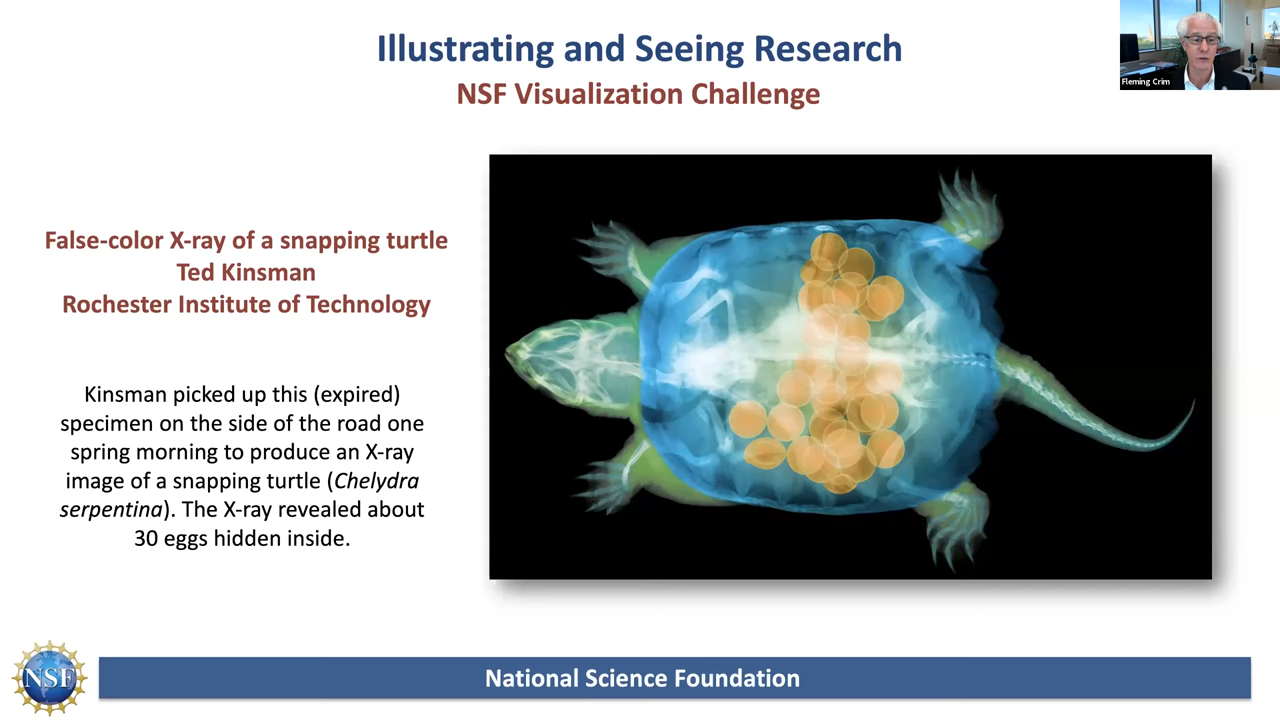 Illustrating and Seeing Research
NSF Visualization Challenge
Fleming Crim
False-color X-ray of a snapping turtle
Ted Kinsman
Rochester Institute of Technology
Kinsman picked up this (expired)
specimen on the side of the road one
spring morning to produce an X-ray
image of a snapping turtle (Chelydra
serpentina). The X-ray revealed about
30 eggs hidden inside.
NSF
National Science Foundation